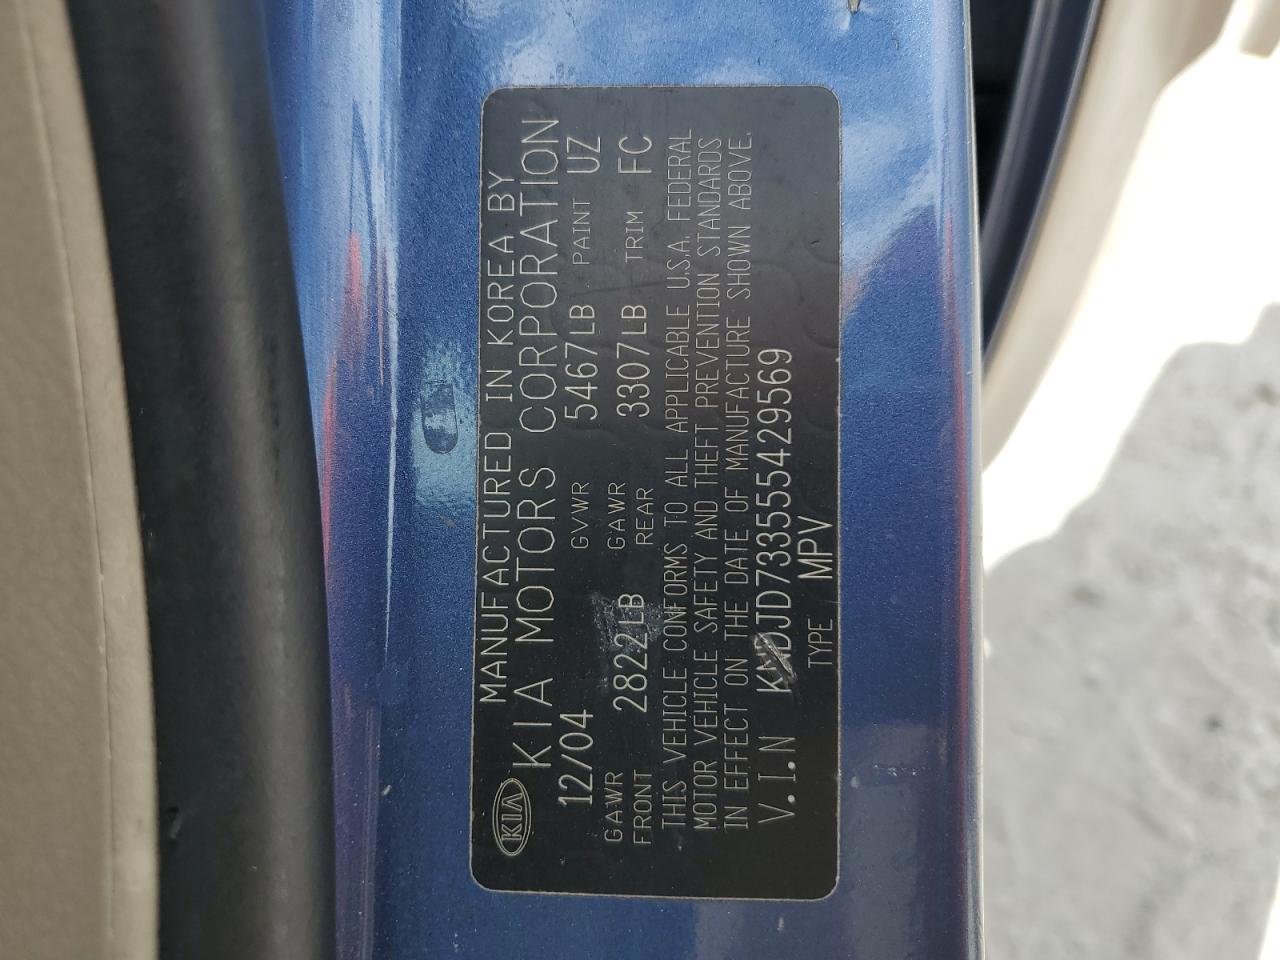 KIA
MANUFACTURED IN KOREA BY
KIA MOTORS CORPORATION
12/04 GVWR 5467LB PAINT UZ
GAWR FRONT 2822LB GAWR REAR 3307LB TRIM FC
THIS VEHICLE CONFORMS TO ALL APPLICABLE U.S.A. FEDERAL
MOTOR VEHICLE SAFETY AND THEFT PREVENTION STANDARDS
IN EFFECT ON THE DATE OF MANUFACTURE SHOWN ABOVE.
V.I.N KNDJD733555429569
TYPE MPV